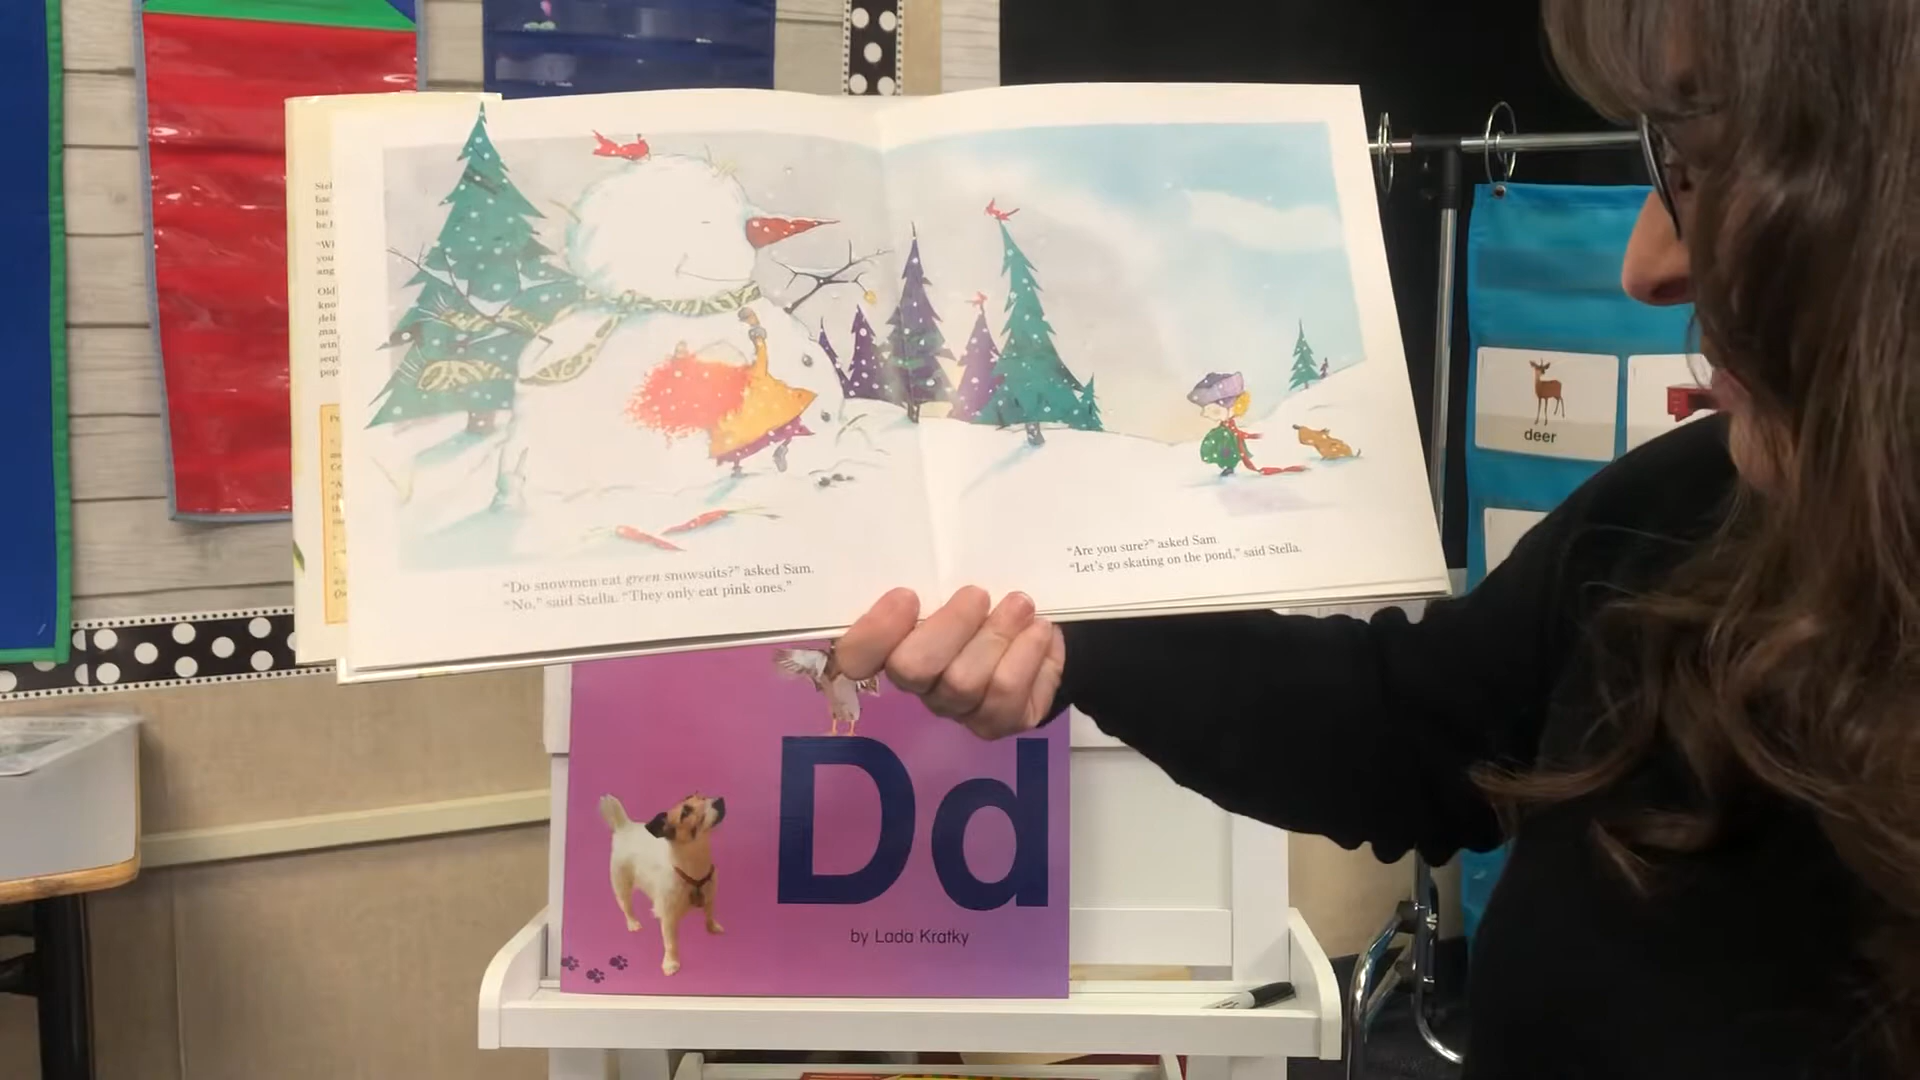 "Do snowmen eat green snowsuits?" asked Sam.
"No," said Stella. "They only eat pink ones."
"Are you sure?" asked Sam.
"Let's go skating on the pond," said Stella.
deer
Dd
by Lada Kratky